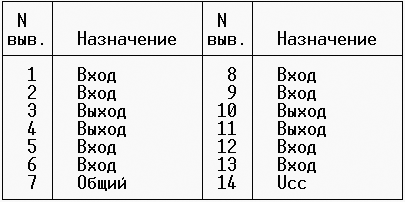 N выв. Назначение N выв. Назначение
1 Вход 8 Вход
2 Вход 9 Вход
3 Выход 10 Выход
4 Выход 11 Выход
5 Вход 12 Вход
6 Вход 13 Вход
7 Общий 14 Ucc